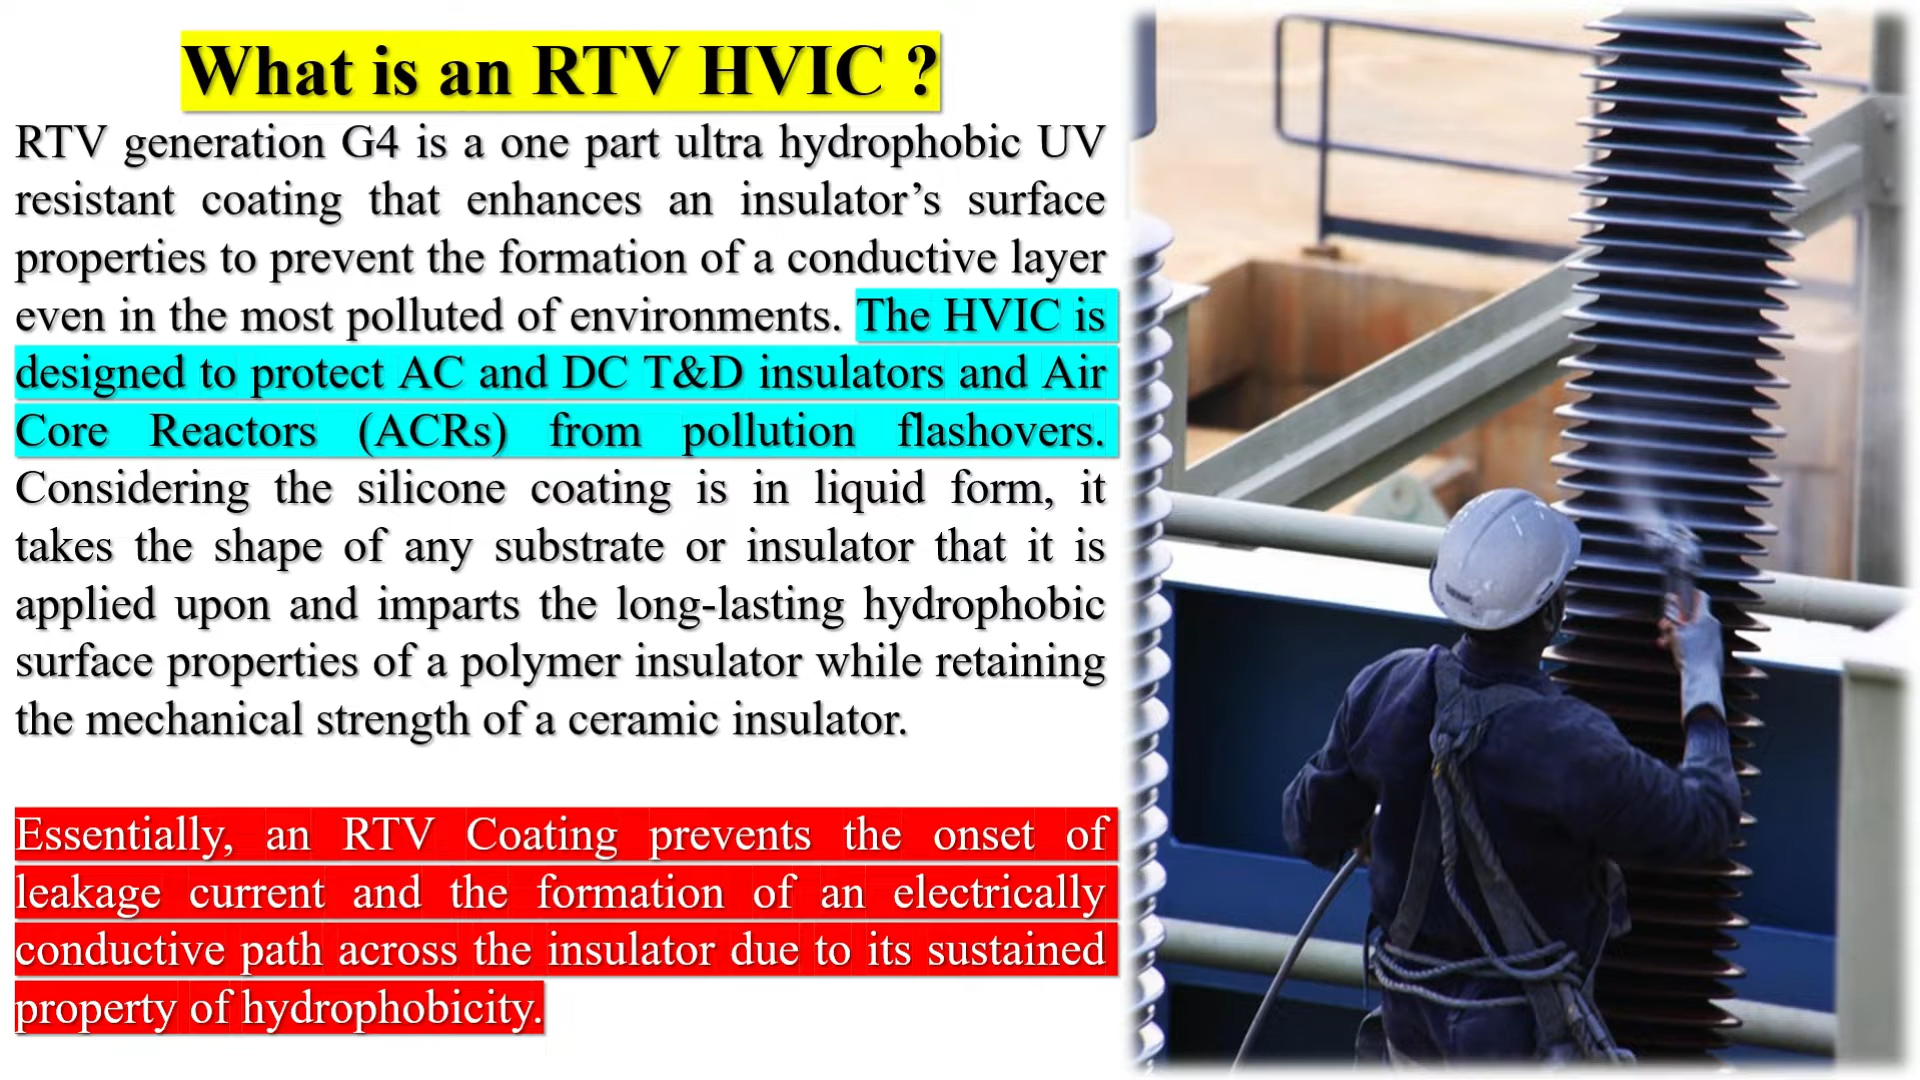 What is an RTV HVIC ?
RTV generation G4 is a one part ultra hydrophobic UV
resistant coating that enhances an insulator’s surface
properties to prevent the formation of a conductive layer
even in the most polluted of environments. The HVIC is
designed to protect AC and DC T&D insulators and Air
Core Reactors (ACRs) from pollution flashovers.
Considering the silicone coating is in liquid form, it
takes the shape of any substrate or insulator that it is
applied upon and imparts the long-lasting hydrophobic
surface properties of a polymer insulator while retaining
the mechanical strength of a ceramic insulator.
Essentially, an RTV Coating prevents the onset of
leakage current and the formation of an electrically
conductive path across the insulator due to its sustained
property of hydrophobicity.